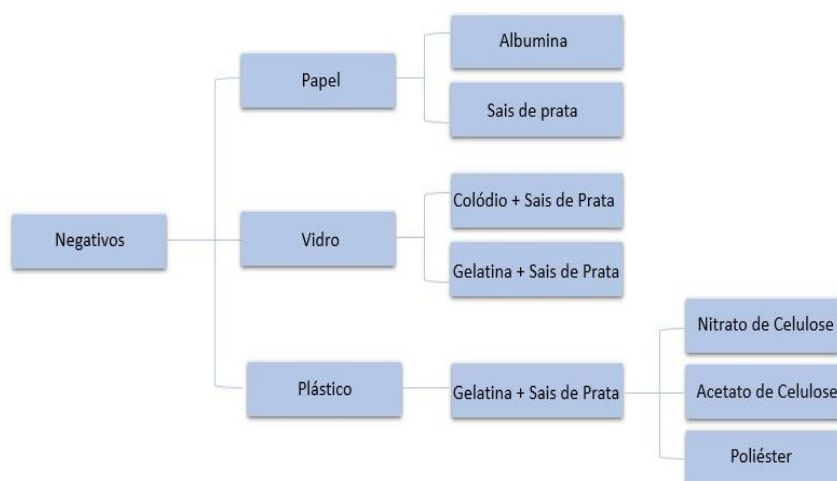 Negativos
Papel
Albumina
Sais de prata
Vidro
Colódio + Sais de Prata
Gelatina + Sais de Prata
Plástico
Gelatina + Sais de Prata
Nitrato de Celulose
Acetato de Celulose
Poliéster